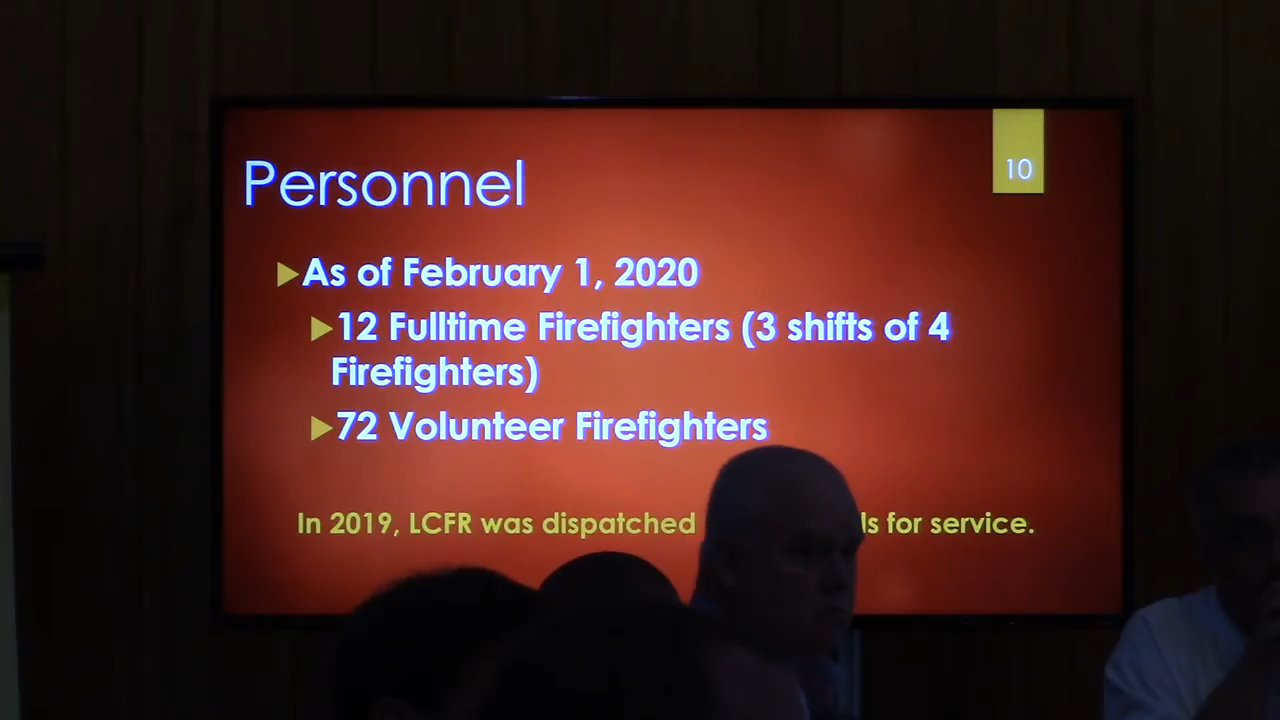 10
Personnel
As of February 1, 2020
12 Fulltime Firefighters (3 shifts of 4
Firefighters)
72 Volunteer Firefighters
In 2019, LCFR was dispatched for service.